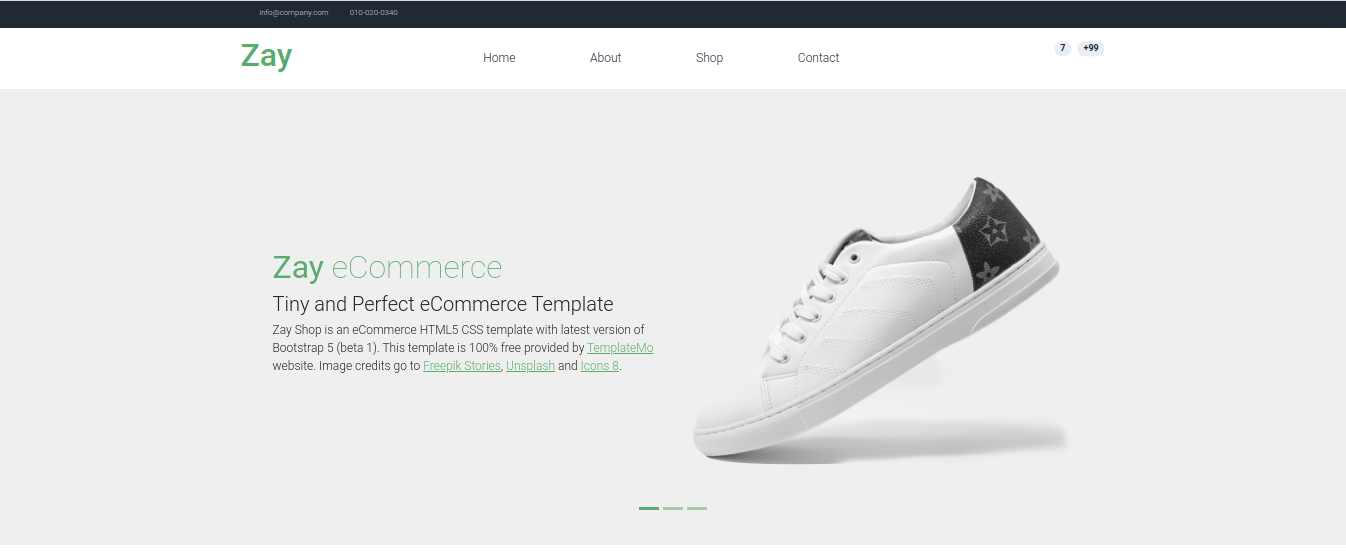 info@company.com 010-020-0340
Zay Home About Shop Contact 7 +99
Zay eCommerce
Tiny and Perfect eCommerce Template
Zay Shop is an eCommerce HTML5 CSS template with latest version of
Bootstrap 5 (beta 1). This template is 100% free provided by TemplateMo
website. Image credits go to Freepik Stories, Unsplash and Icons 8.